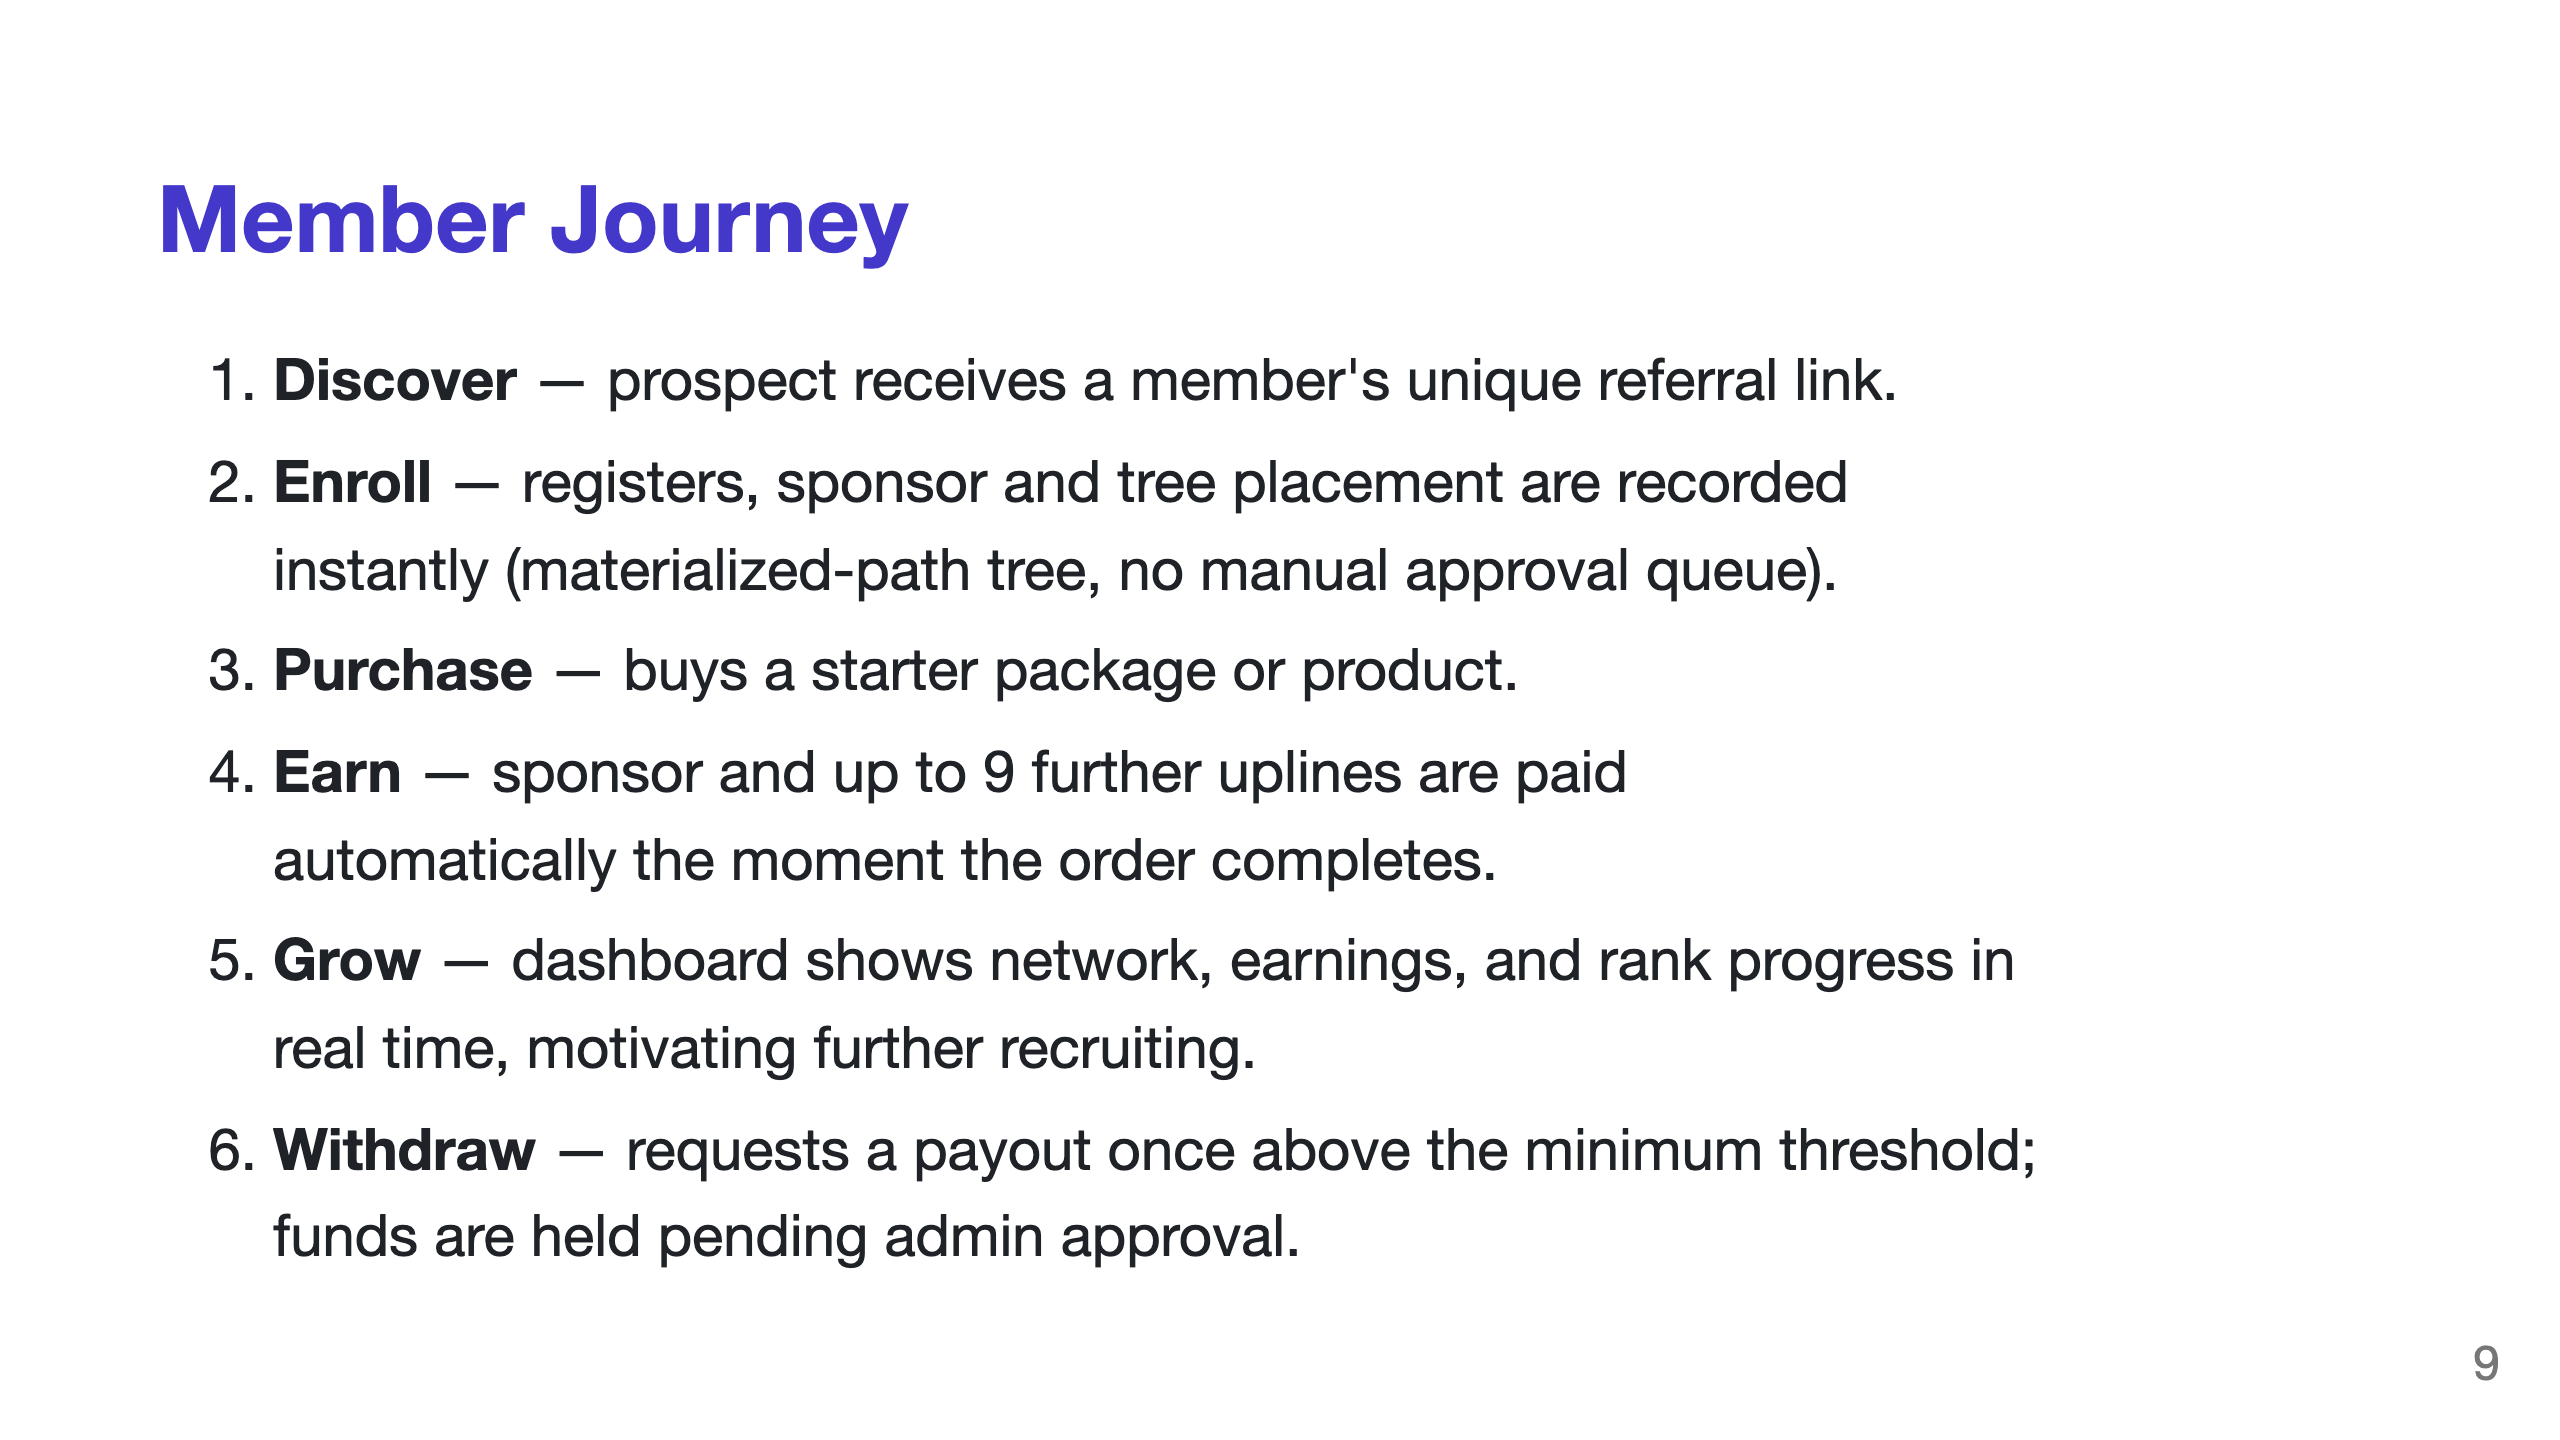 Member Journey
1. Discover — prospect receives a member's unique referral link.
2. Enroll — registers, sponsor and tree placement are recorded
instantly (materialized-path tree, no manual approval queue).
3. Purchase — buys a starter package or product.
4. Earn — sponsor and up to 9 further uplines are paid
automatically the moment the order completes.
5. Grow — dashboard shows network, earnings, and rank progress in
real time, motivating further recruiting.
6. Withdraw — requests a payout once above the minimum threshold;
funds are held pending admin approval.
9